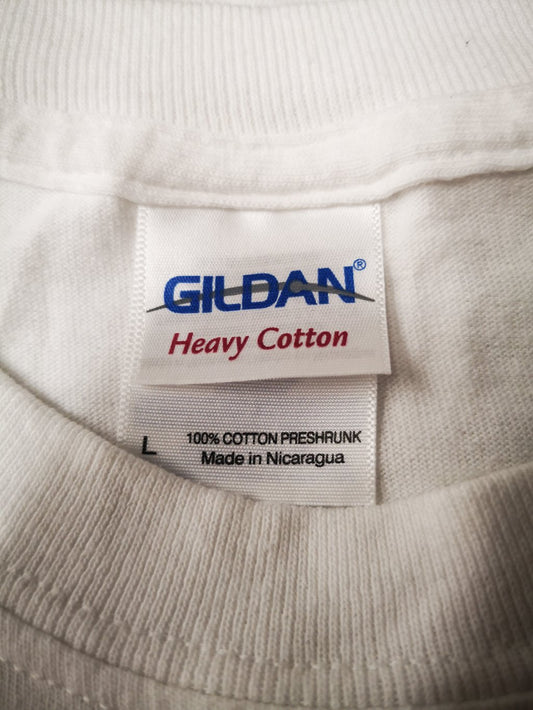 GILDAN®
Heavy Cotton
L 100% COTTON PRESHRUNK
Made in Nicaragua